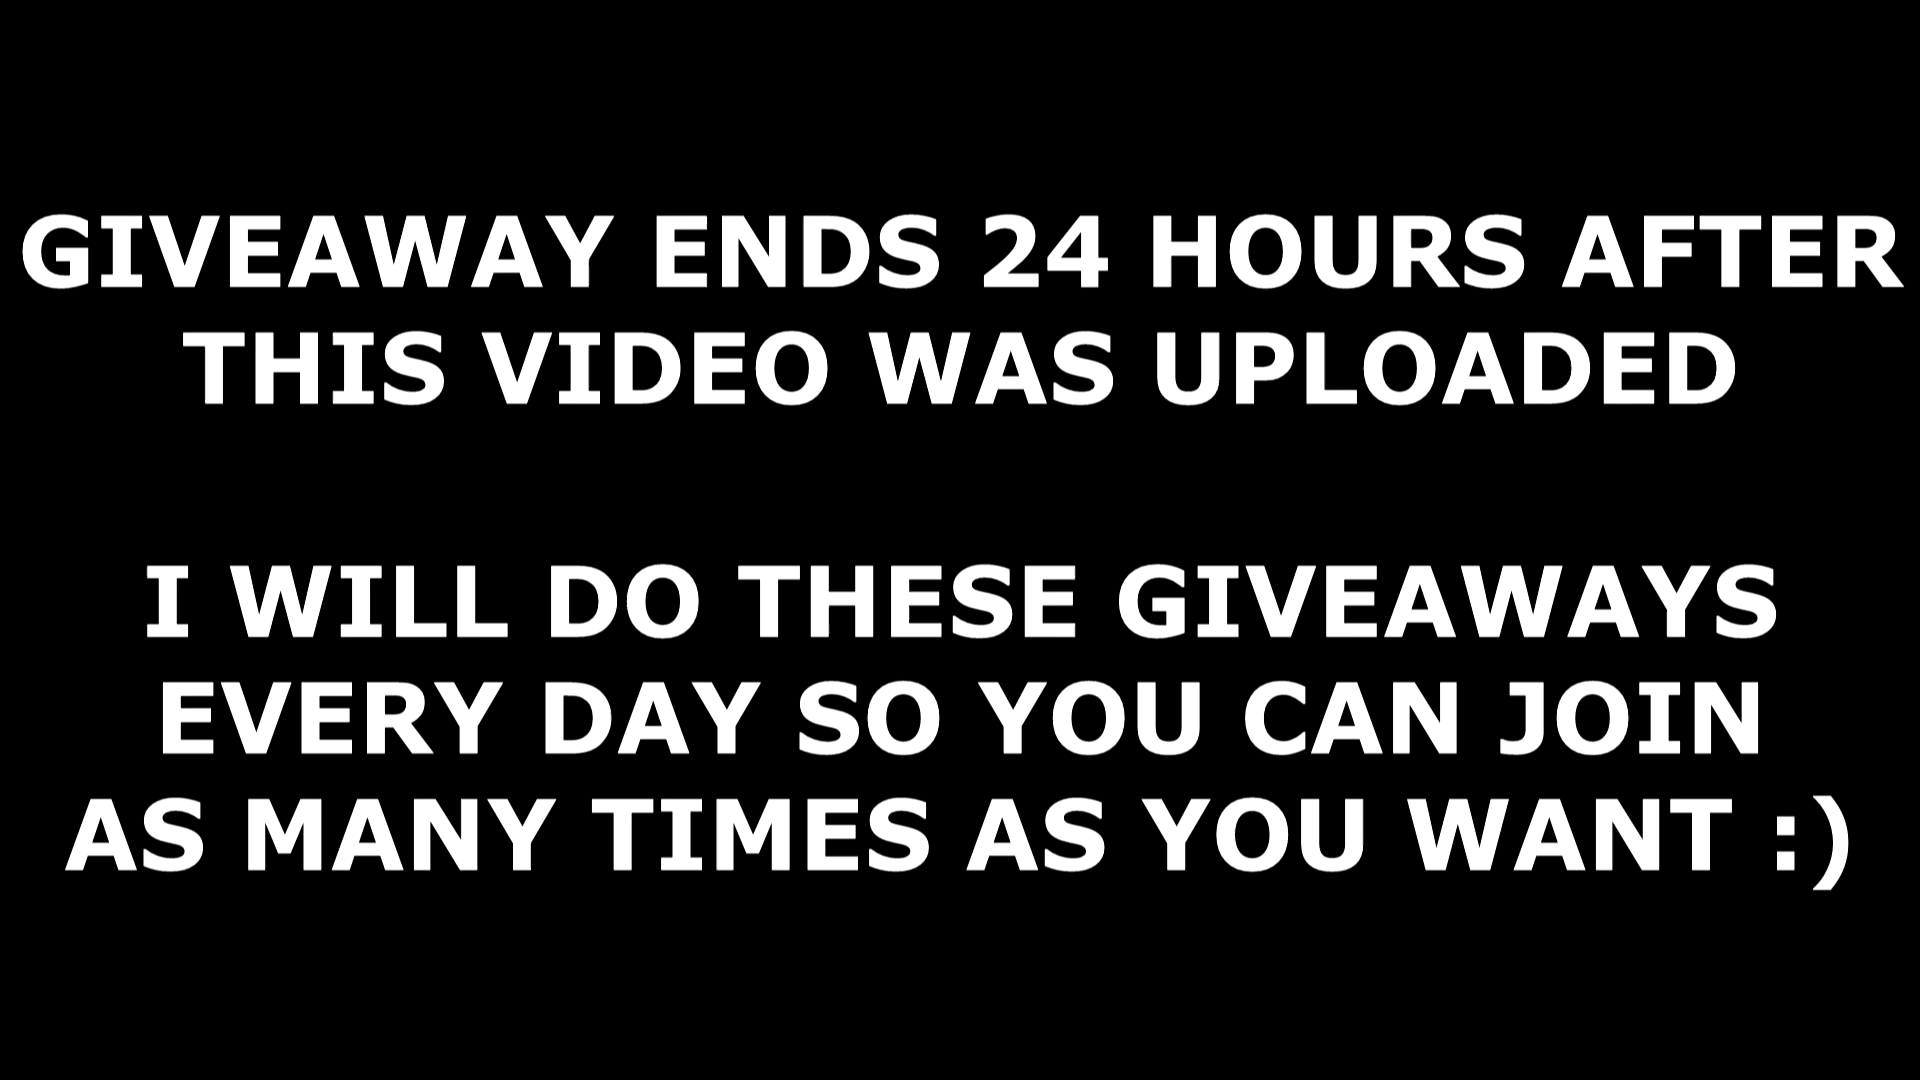 GIVEAWAY ENDS 24 HOURS AFTER
THIS VIDEO WAS UPLOADED
I WILL DO THESE GIVEAWAYS
EVERY DAY SO YOU CAN JOIN
AS MANY TIMES AS YOU WANT :)